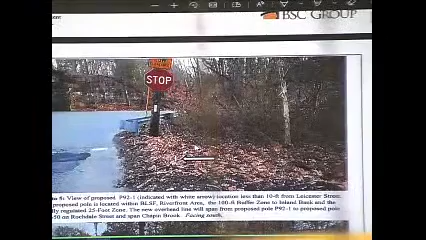 BSC GROUP
STOP
5: View of proposed P92-1 (indicated with white arrow) location less than 10-ft from Leicester Street.
proposed pole is located within BLSF, Riverfront Area, the 100-ft Buffer Zone to Inland Bank and the
lly regulated 25-Foot Zone. The new overhead line will span from proposed pole P92-1 to proposed pole
50 on Rochdale Street and span Chapin Brook Facing south.